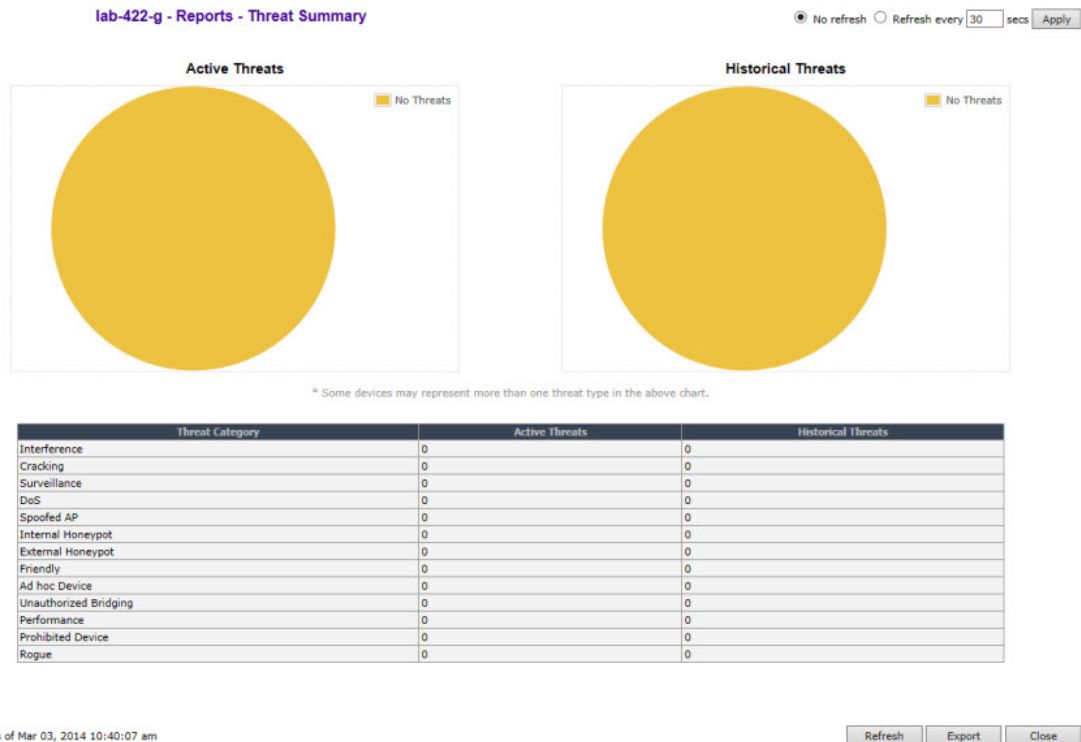 lab-422-g - Reports - Threat Summary
No refresh Refresh every 30 secs Apply
Active Threats
No Threats
Historical Threats
No Threats
* Some devices may represent more than one threat type in the above chart.
Threat Category Active Threats Historical Threats
Interference 0 0
Cracking 0 0
Surveillance 0 0
DoS 0 0
Spoofed AP 0 0
Internal Honeypot 0 0
External Honeypot 0 0
Friendly 0 0
Ad hoc Device 0 0
Unauthorized Bridging 0 0
Performance 0 0
Prohibited Device 0 0
Rogue 0 0
of Mar 03, 2014 10:40:07 am
Refresh Export Close